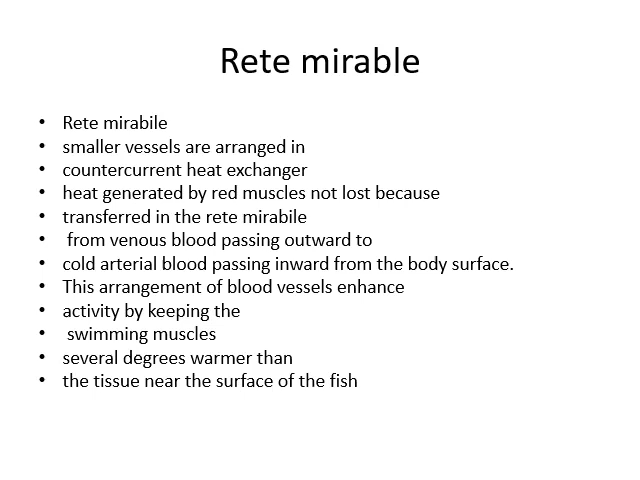 Rete mirable
• Rete mirabile
• smaller vessels are arranged in
• countercurrent heat exchanger
• heat generated by red muscles not lost because
• transferred in the rete mirabile
• from venous blood passing outward to
• cold arterial blood passing inward from the body surface.
• This arrangement of blood vessels enhance
• activity by keeping the
• swimming muscles
• several degrees warmer than
• the tissue near the surface of the fish